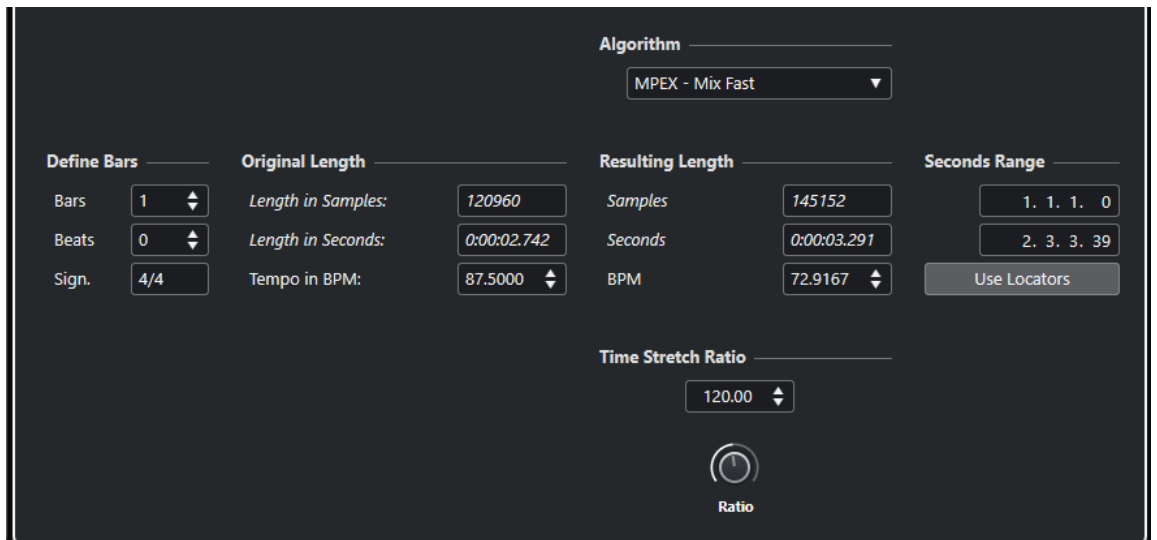 Algorithm
MPEX - Mix Fast
Define Bars Original Length Resulting Length Seconds Range
Bars 1 Length in Samples: 120960 Samples 145152 1. 1. 1. 0
Beats 0 Length in Seconds: 0:00:02.742 Seconds 0:00:03.291 2. 3. 3. 39
Sign. 4/4 Tempo in BPM: 87.5000 BPM 72.9167 Use Locators
Time Stretch Ratio
120.00
Ratio